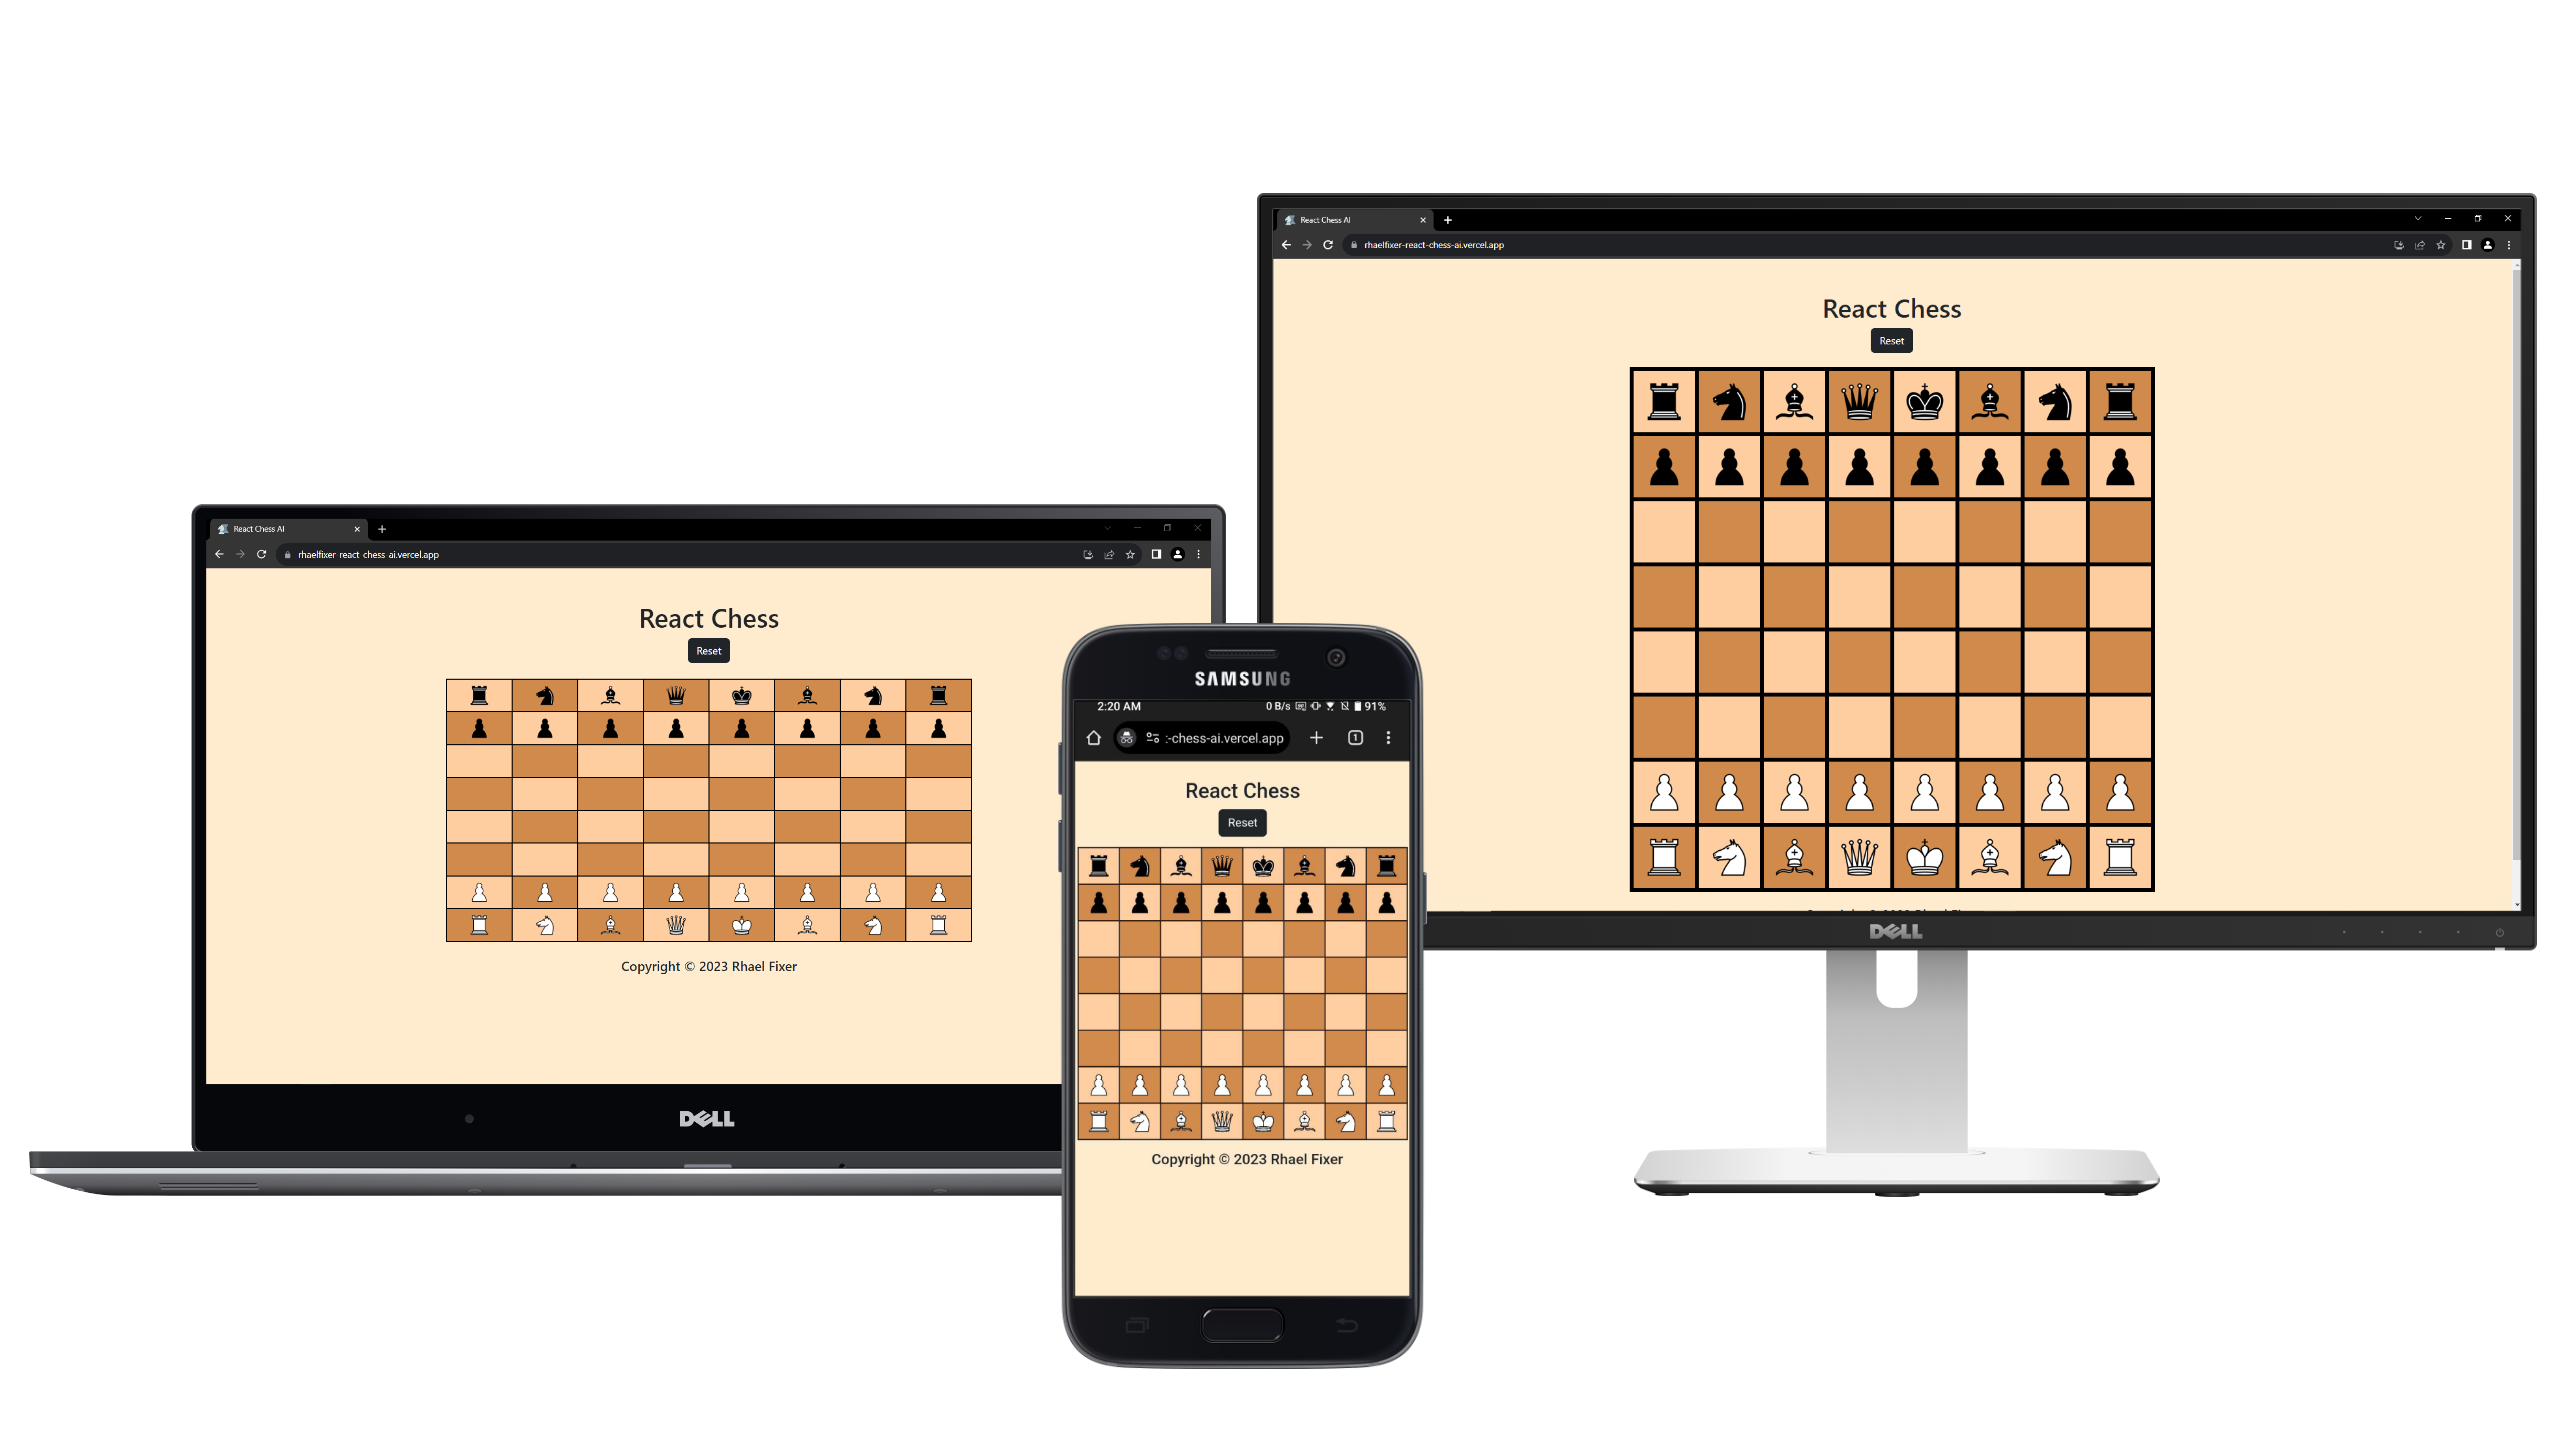 React Chess AI
rhaelfixer-react-chess-ai.vercel.app
React Chess
Reset
DELL
React Chess AI
rhaelfixer react chess ai.vercel.app
React Chess
Reset
Copyright © 2023 Rhael Fixer
DELL
SAMSUNG
2:20 AM
0 B/s 91%
:-chess-ai.vercel.app 1
React Chess
Reset
Copyright © 2023 Rhael Fixer